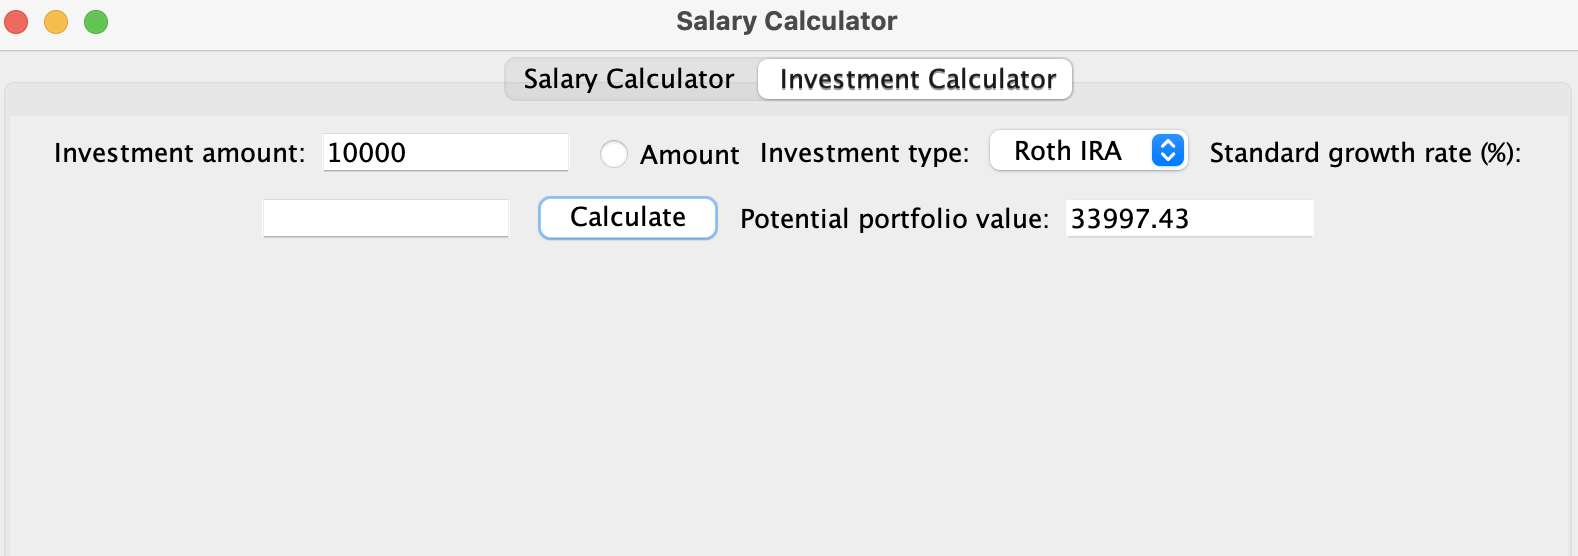 Salary Calculator
Salary Calculator Investment Calculator
Investment amount: 10000 Amount Investment type: Roth IRA Standard growth rate (%):
Calculate Potential portfolio value: 33997.43